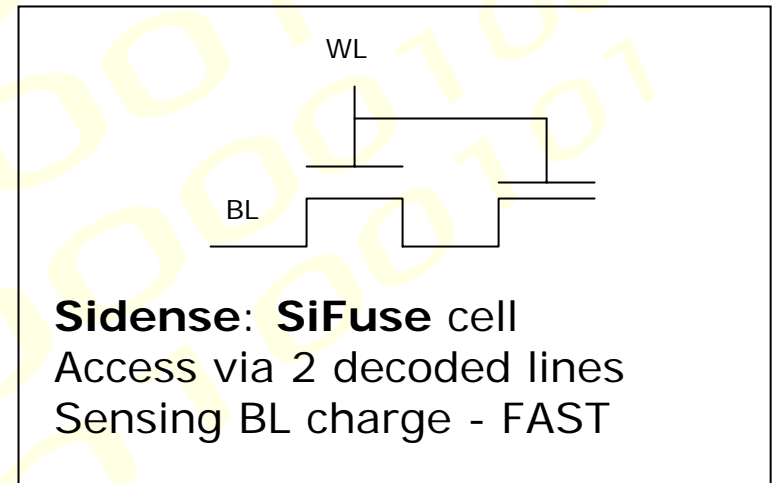 WL
BL
Sidense: SiFuse cell
Access via 2 decoded lines
Sensing BL charge - FAST